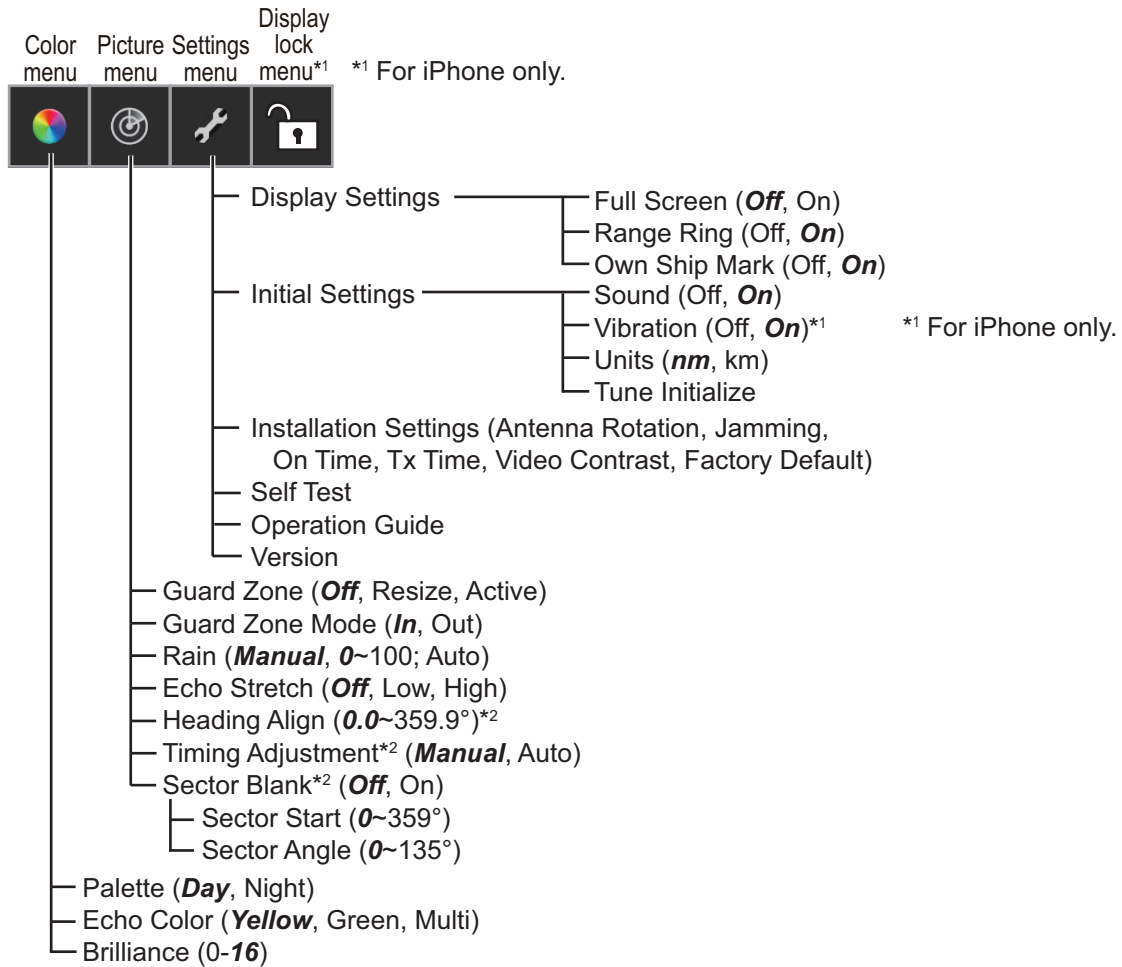 Color menu
Picture menu
Settings menu
Display lock menu*1
*1 For iPhone only.
Display Settings
Full Screen (Off, On)
Range Ring (Off, On)
Own Ship Mark (Off, On)
Initial Settings
Sound (Off, On)
Vibration (Off, On)*1
*1 For iPhone only.
Units (nm, km)
Tune Initialize
Installation Settings (Antenna Rotation, Jamming,
On Time, Tx Time, Video Contrast, Factory Default)
Self Test
Operation Guide
Version
Guard Zone (Off, Resize, Active)
Guard Zone Mode (In, Out)
Rain (Manual, 0~100; Auto)
Echo Stretch (Off, Low, High)
Heading Align (0.0~359.9°)*2
Timing Adjustment*2 (Manual, Auto)
Sector Blank*2 (Off, On)
Sector Start (0~359°)
Sector Angle (0~135°)
Palette (Day, Night)
Echo Color (Yellow, Green, Multi)
Brilliance (0-16)